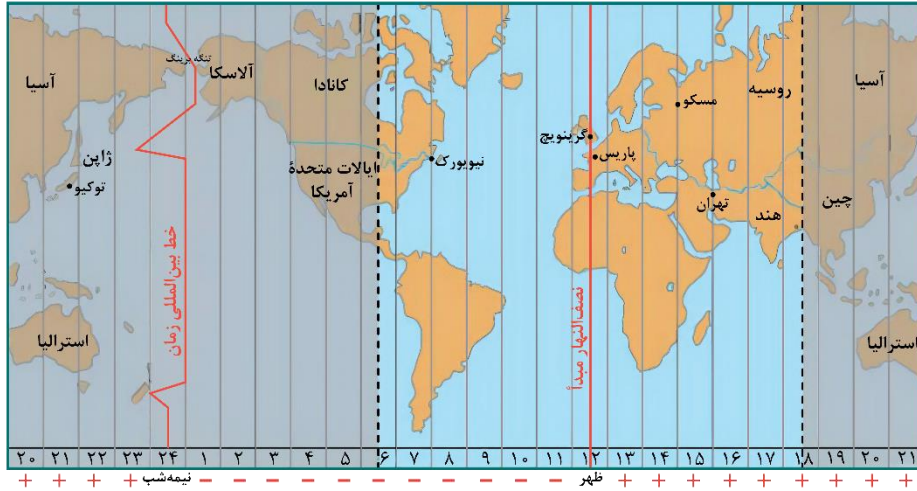 تنگه برینگ
آسیا
آلاسکا
کانادا
روسیه
آسیا
مسکو
گرینویچ
پاریس
نیویورک
ژاپن
توکیو
ایالات متحدهٔ
آمریکا
تهران
هند
چین
خط بین‌المللی زمان
نصف‌النهار مبدأ
استرالیا
استرالیا
۲۰ ۲۱ ۲۲ ۲۳ ۲۴ ۱ ۲ ۳ ۴ ۵ ۶ ۷ ۸ ۹ ۱۰ ۱۱ ۱۲ ۱۳ ۱۴ ۱۵ ۱۶ ۱۷ ۱۸ ۱۹ ۲۰ ۲۱
+ + + + نیمه‌شب − − − − − − − − − − − ظهر + + + + + + + + +